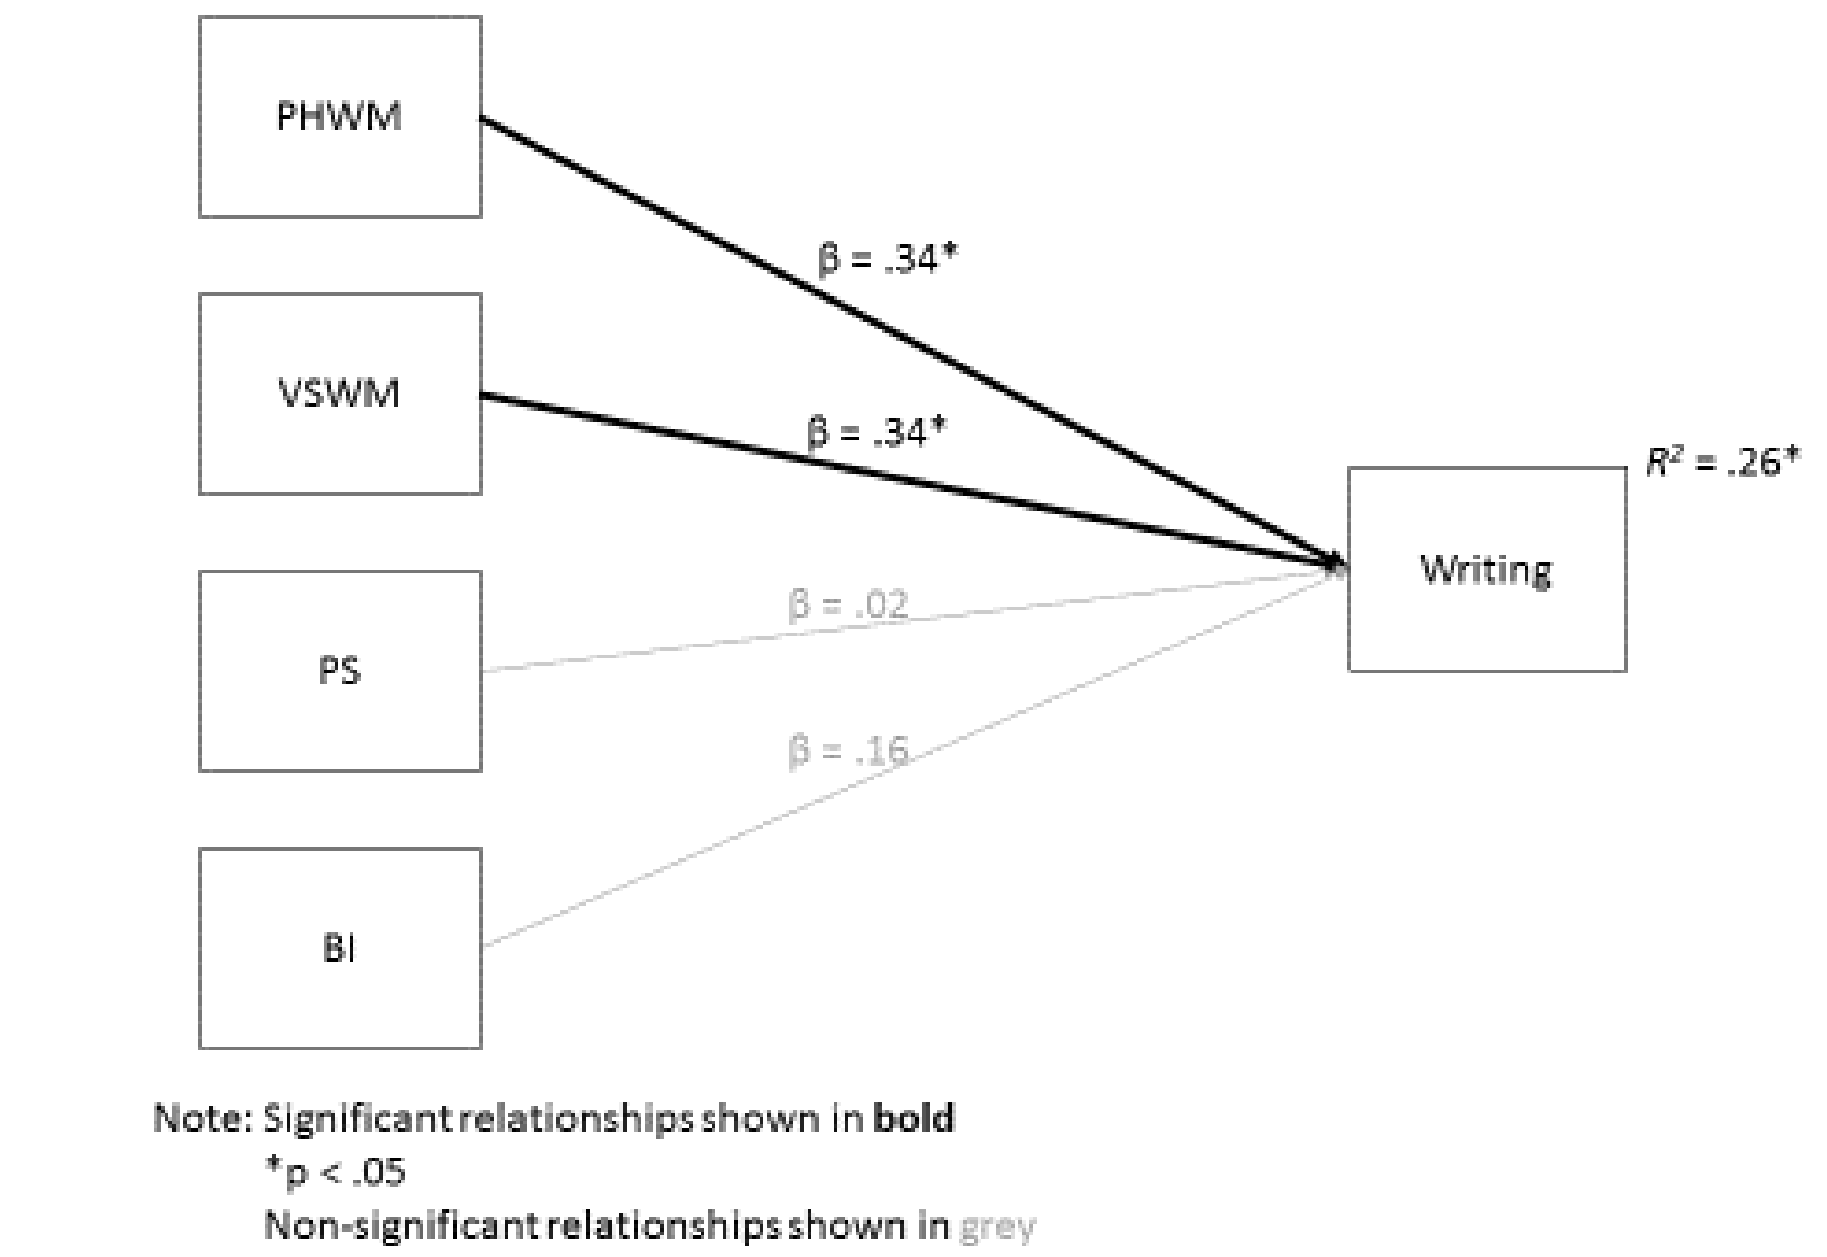 PHWM
β = .34*
VSWM
β = .34*
R² = .26*
Writing
β = .02
PS
β = .16
BI
Note: Significant relationships shown in bold
*p < .05
Non-significant relationships shown in grey